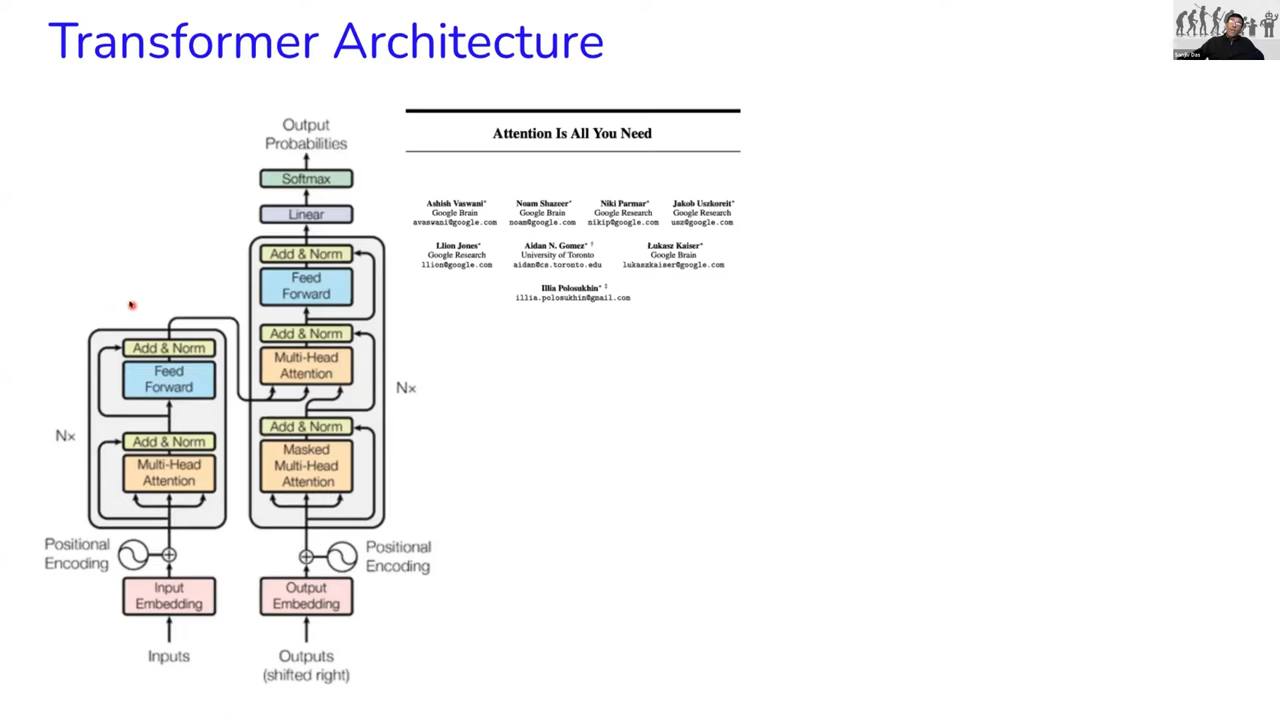 Transformer Architecture
Sanjiv Das
Output
Probabilities
Softmax
Linear
Add & Norm
Feed
Forward
Add & Norm
Multi-Head
Attention
Add & Norm
Masked
Multi-Head
Attention
Nx
Positional
Encoding
Output
Embedding
Outputs
(shifted right)
Add & Norm
Feed
Forward
Add & Norm
Multi-Head
Attention
Nx
Positional
Encoding
Input
Embedding
Inputs
Attention Is All You Need
Ashish Vaswani* Noam Shazeer* Niki Parmar* Jakob Uszkoreit*
Google Brain Google Brain Google Research Google Research
avaswani@google.com noam@google.com nikip@google.com usz@google.com
Llion Jones* Aidan N. Gomez* † Łukasz Kaiser*
Google Research University of Toronto Google Brain
llion@google.com aidan@cs.toronto.edu lukaszkaiser@google.com
Illia Polosukhin* ‡
illia.polosukhin@gmail.com